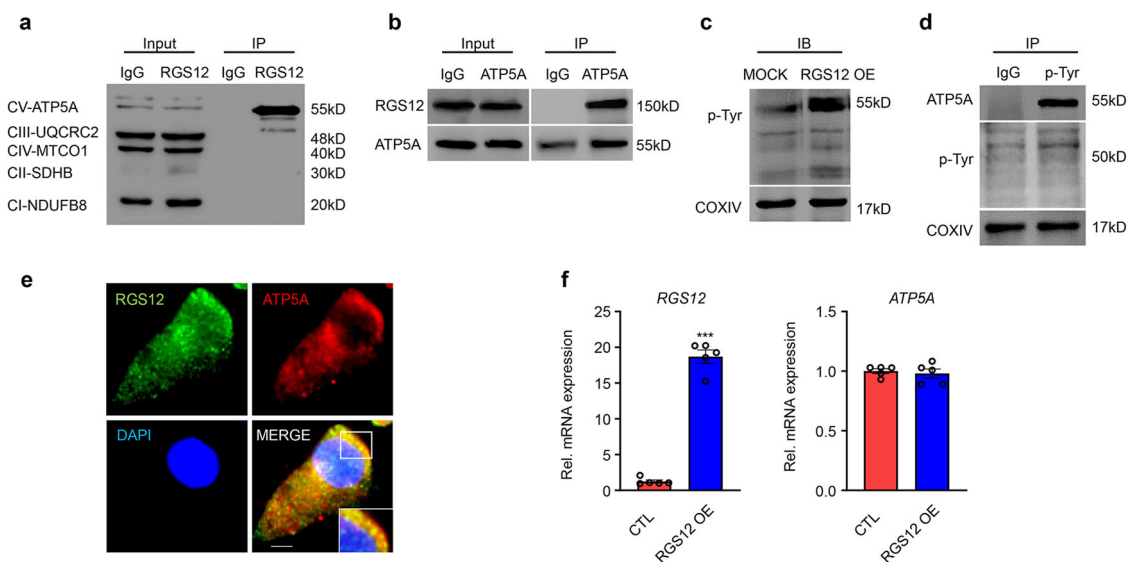 a
Input IP
IgG RGS12 IgG RGS12
CV-ATP5A 55kD
CIII-UQCRC2 48kD
CIV-MTCO1 40kD
CII-SDHB 30kD
CI-NDUFB8 20kD
b
Input IP
IgG ATP5A IgG ATP5A
RGS12 150kD
ATP5A 55kD
c
IB
MOCK RGS12 OE
p-Tyr 55kD
COXIV 17kD
d
IP
IgG p-Tyr
ATP5A 55kD
p-Tyr 50kD
COXIV 17kD
e
RGS12 ATP5A
DAPI MERGE
f
RGS12
Rel. mRNA expression
25
20
15
10
5
0
***
CTL
RGS12 OE
ATP5A
Rel. mRNA expression
1.5
1.0
0.5
0.0
CTL
RGS12 OE